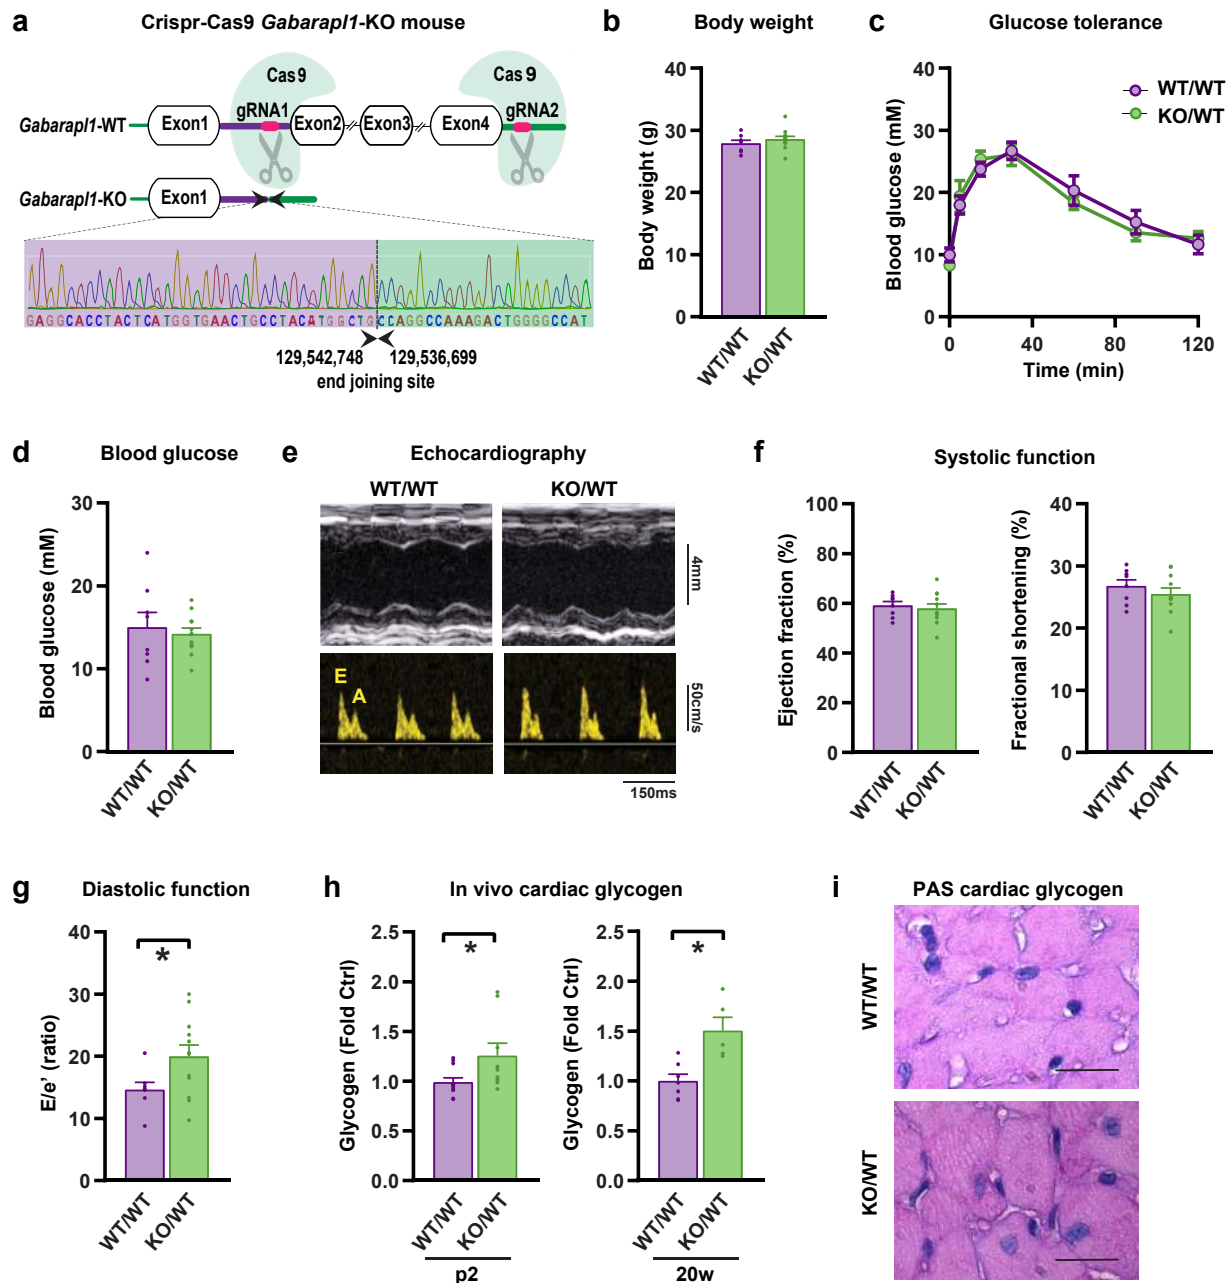 a Crispr-Cas9 Gabarapl1-KO mouse
Cas9 Cas9
gRNA1 gRNA2
Gabarapl1-WT Exon1 Exon2 Exon3 Exon4
Gabarapl1-KO Exon1
GAGGCACCTACTCATGGTGAACTGCCTACATGGCTGCCAGGCCAAAGACTGGGGCCAT
129,542,748 129,536,699
end joining site
b Body weight
Body weight (g)
40
30
20
10
0
WT/WT KO/WT
c Glucose tolerance
Blood glucose (mM)
40
30
20
10
0
0 40 80 120
Time (min)
WT/WT
KO/WT
d Blood glucose
Blood glucose (mM)
30
20
10
0
WT/WT KO/WT
e Echocardiography
WT/WT KO/WT
4mm
E
A
50cm/s
150ms
f Systolic function
Ejection fraction (%)
100
80
60
40
20
0
WT/WT KO/WT
Fractional shortening (%)
40
30
20
10
0
WT/WT KO/WT
g Diastolic function
E/e' (ratio)
40
30
20
10
0
*
WT/WT KO/WT
h In vivo cardiac glycogen
Glycogen (Fold Ctrl)
2.5
2.0
1.5
1.0
0.5
0.0
*
WT/WT KO/WT
p2
Glycogen (Fold Ctrl)
2.5
2.0
1.5
1.0
0.5
0.0
*
WT/WT KO/WT
20w
i PAS cardiac glycogen
WT/WT
KO/WT